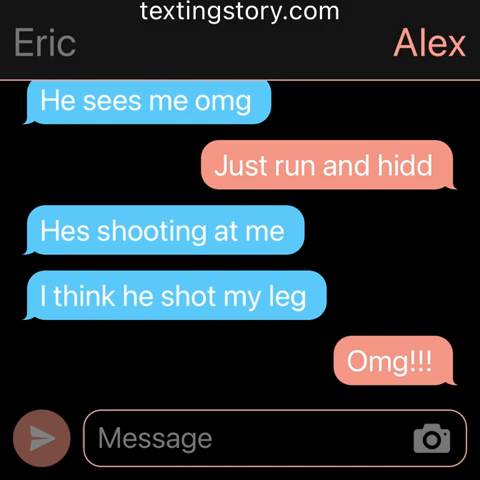 textingstory.com
Eric
Alex
He sees me omg
Just run and hidd
Hes shooting at me
I think he shot my leg
Omg!!!
Message